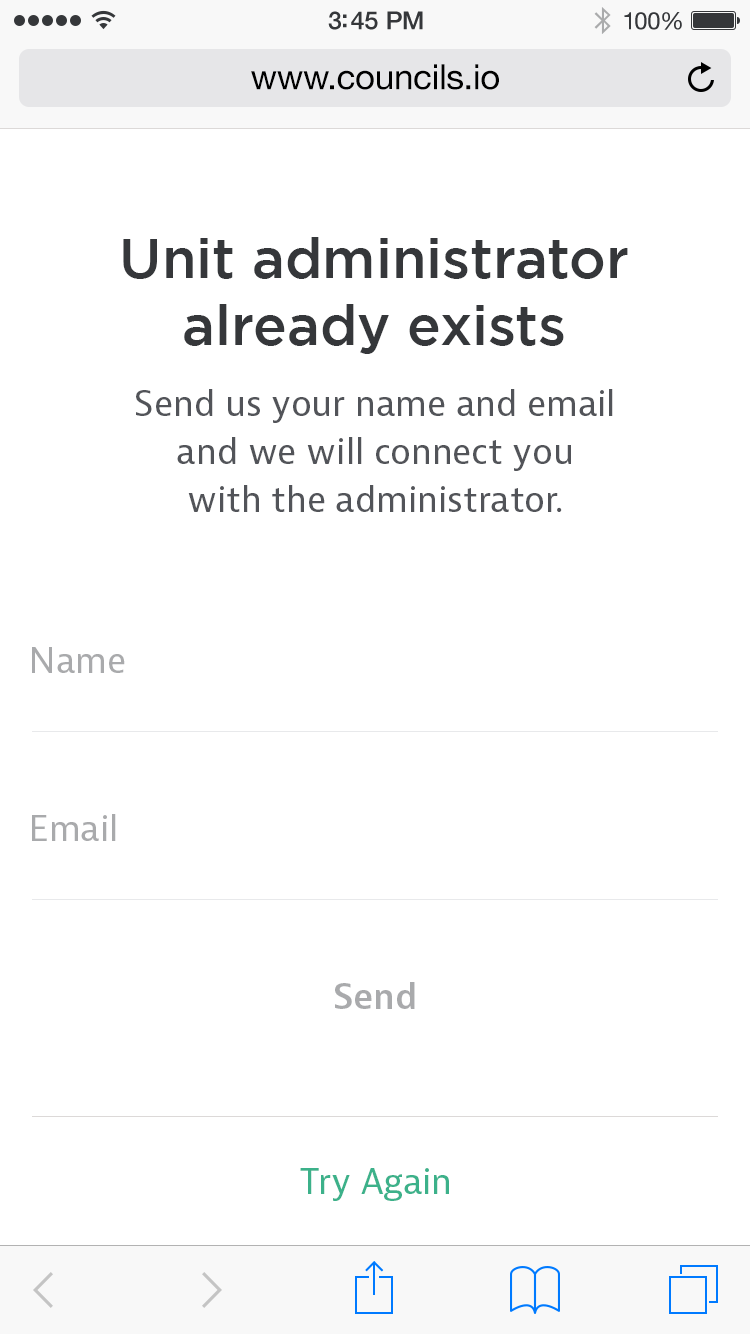 3:45 PM
100%
www.councils.io
Unit administrator
already exists
Send us your name and email
and we will connect you
with the administrator.
Name
Email
Send
Try Again